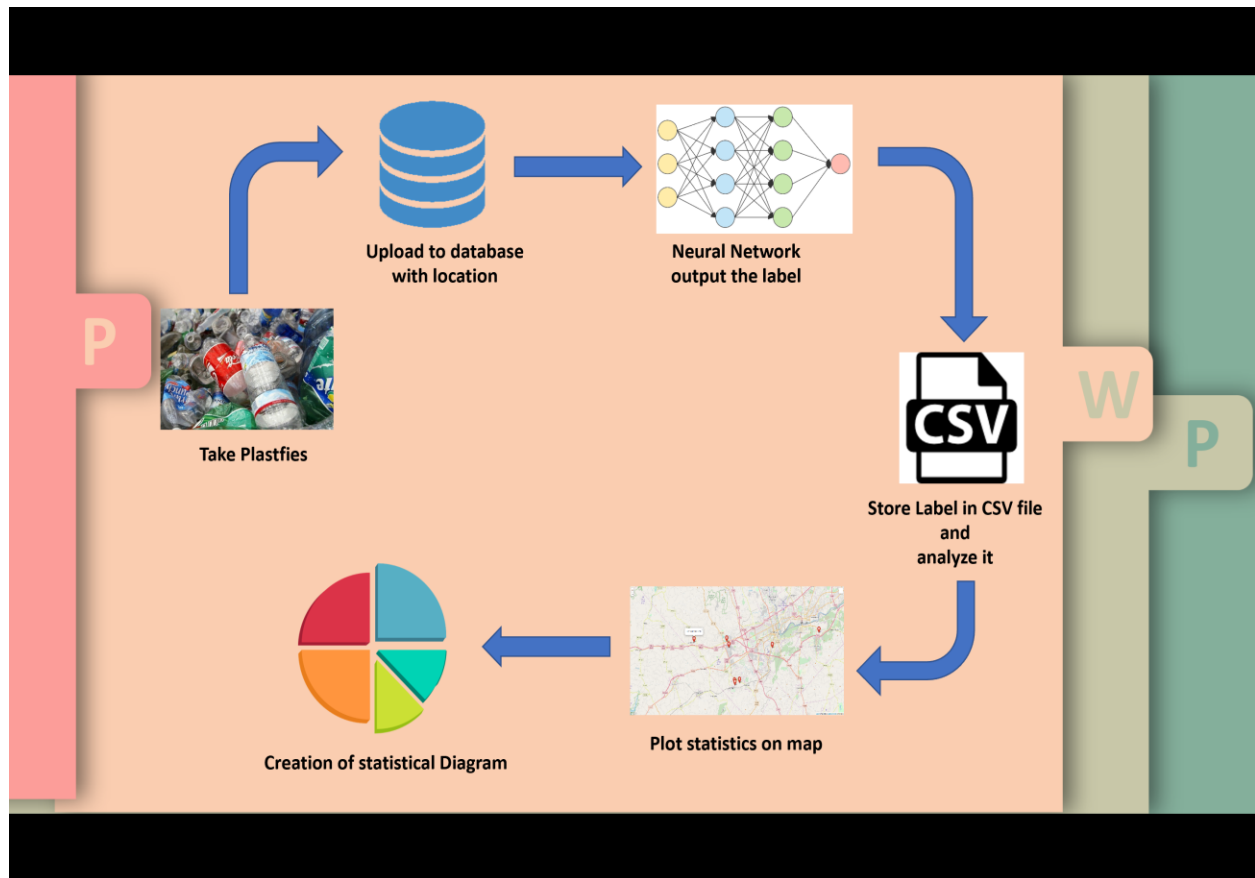 P
Take Plastfies
Upload to database
with location
Neural Network
output the label
CSV
Store Label in CSV file
and
analyze it
Plot statistics on map
Creation of statistical Diagram
W
P